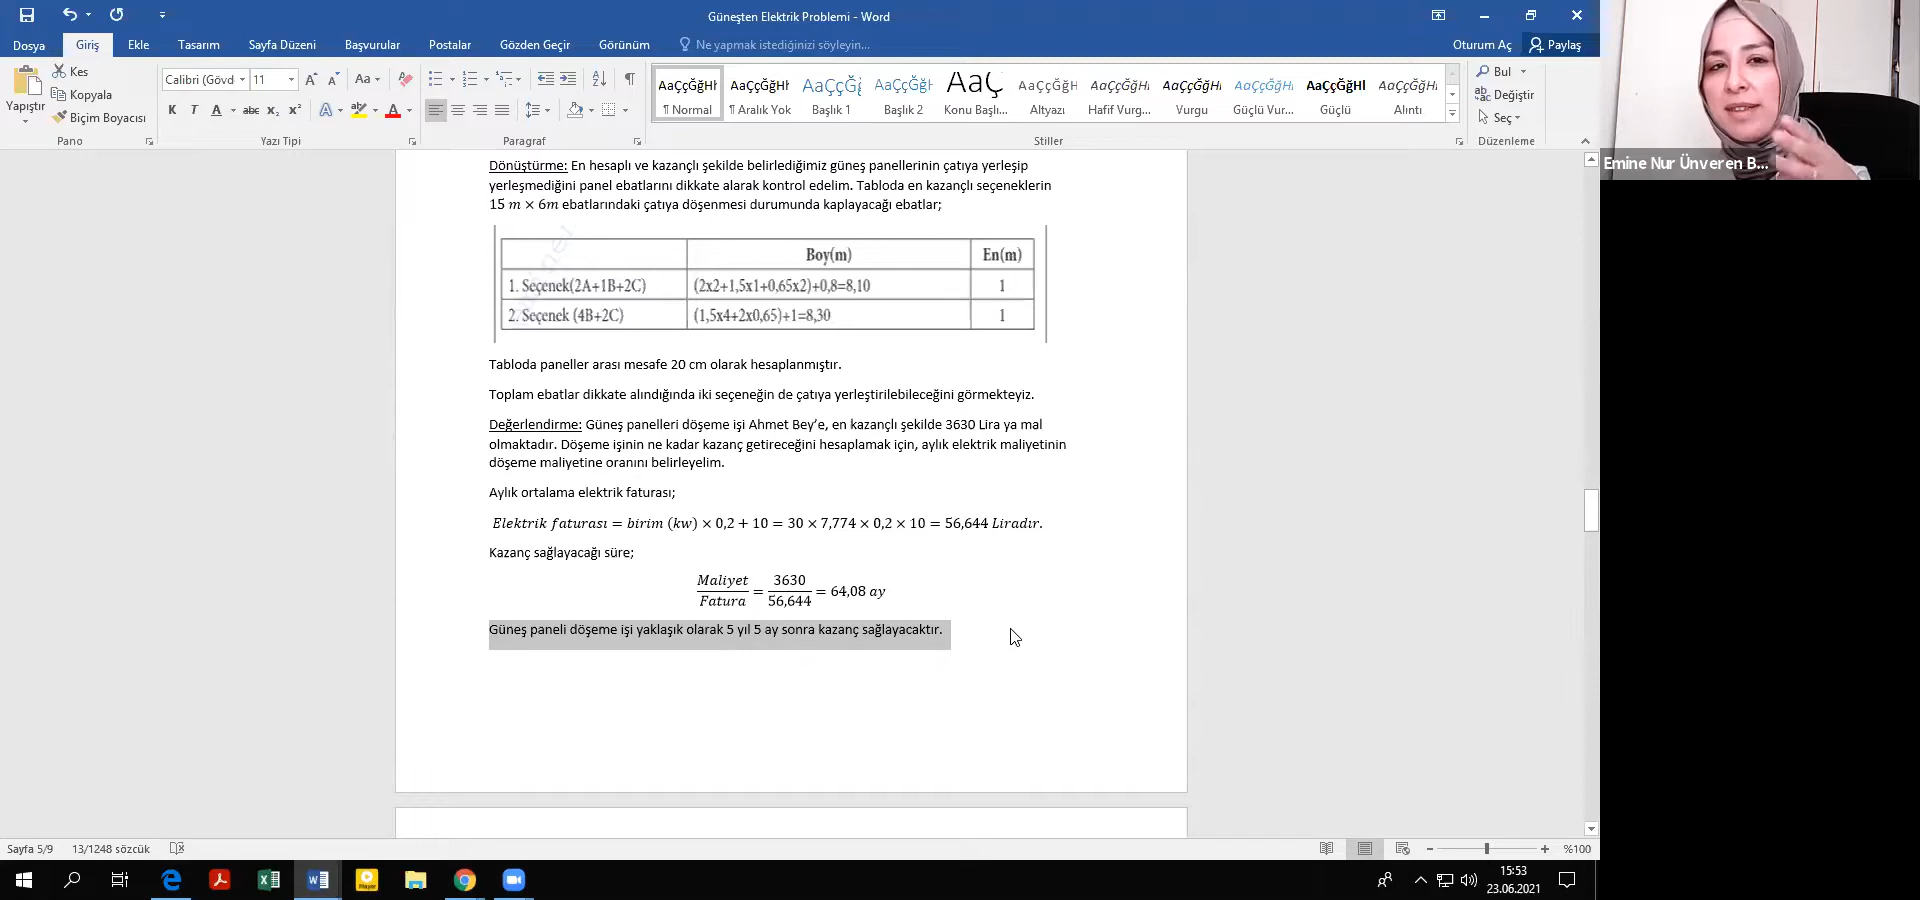 Güneşten Elektrik Problemi - Word
Dosya Giriş Ekle Tasarım Sayfa Düzeni Başvurular Postalar Gözden Geçir Görünüm Ne yapmak istediğinizi söyleyin... Oturum Aç Paylaş
Yapıştır
Kes
Kopyala
Biçim Boyacısı
Pano
Calibri (Gövd 11
K T A abc x₂ x²
Yazı Tipi
Paragraf
AaÇçĞğHł AaÇçĞğHł AaÇçĞğ AaÇçĞğH AaÇ AaÇçĞğH AaÇçĞğHı AaÇçĞğHı AaÇçĞğHı AaÇçĞğHl AaÇçĞğHı
¶ Normal ¶ Aralık Yok Başlık 1 Başlık 2 Konu Başlı... Altyazı Hafif Vurg... Vurgu Güçlü Vur... Güçlü Alıntı
Stiller
Bul
Değiştir
Seç
Düzenleme
Emine Nur Ünveren B...
Dönüştürme: En hesaplı ve kazançlı şekilde belirlediğimiz güneş panellerinin çatıya yerleşip
yerleşmediğini panel ebatlarını dikkate alarak kontrol edelim. Tabloda en kazançlı seçeneklerin
15 m × 6m ebatlarındaki çatıya döşenmesi durumunda kaplayacağı ebatlar;
Boy(m) En(m)
1. Seçenek(2A+1B+2C) (2x2+1,5x1+0,65x2)+0,8=8,10 1
2. Seçenek (4B+2C) (1,5x4+2x0,65)+1=8,30 1
Tabloda paneller arası mesafe 20 cm olarak hesaplanmıştır.
Toplam ebatlar dikkate alındığında iki seçeneğin de çatıya yerleştirilebileceğini görmekteyiz.
Değerlendirme: Güneş panelleri döşeme işi Ahmet Bey’e, en kazançlı şekilde 3630 Lira ya mal
olmaktadır. Döşeme işinin ne kadar kazanç getireceğini hesaplamak için, aylık elektrik maliyetinin
döşeme maliyetine oranını belirleyelim.
Aylık ortalama elektrik faturası;
Elektrik faturası = birim (kw) × 0,2 + 10 = 30 × 7,774 × 0,2 × 10 = 56,644 Liradır.
Kazanç sağlayacağı süre;
Maliyet/Fatura = 3630/56,644 = 64,08 ay
Güneş paneli döşeme işi yaklaşık olarak 5 yıl 5 ay sonra kazanç sağlayacaktır.
Sayfa 5/9 13/1248 sözcük %100
15:53
23.06.2021